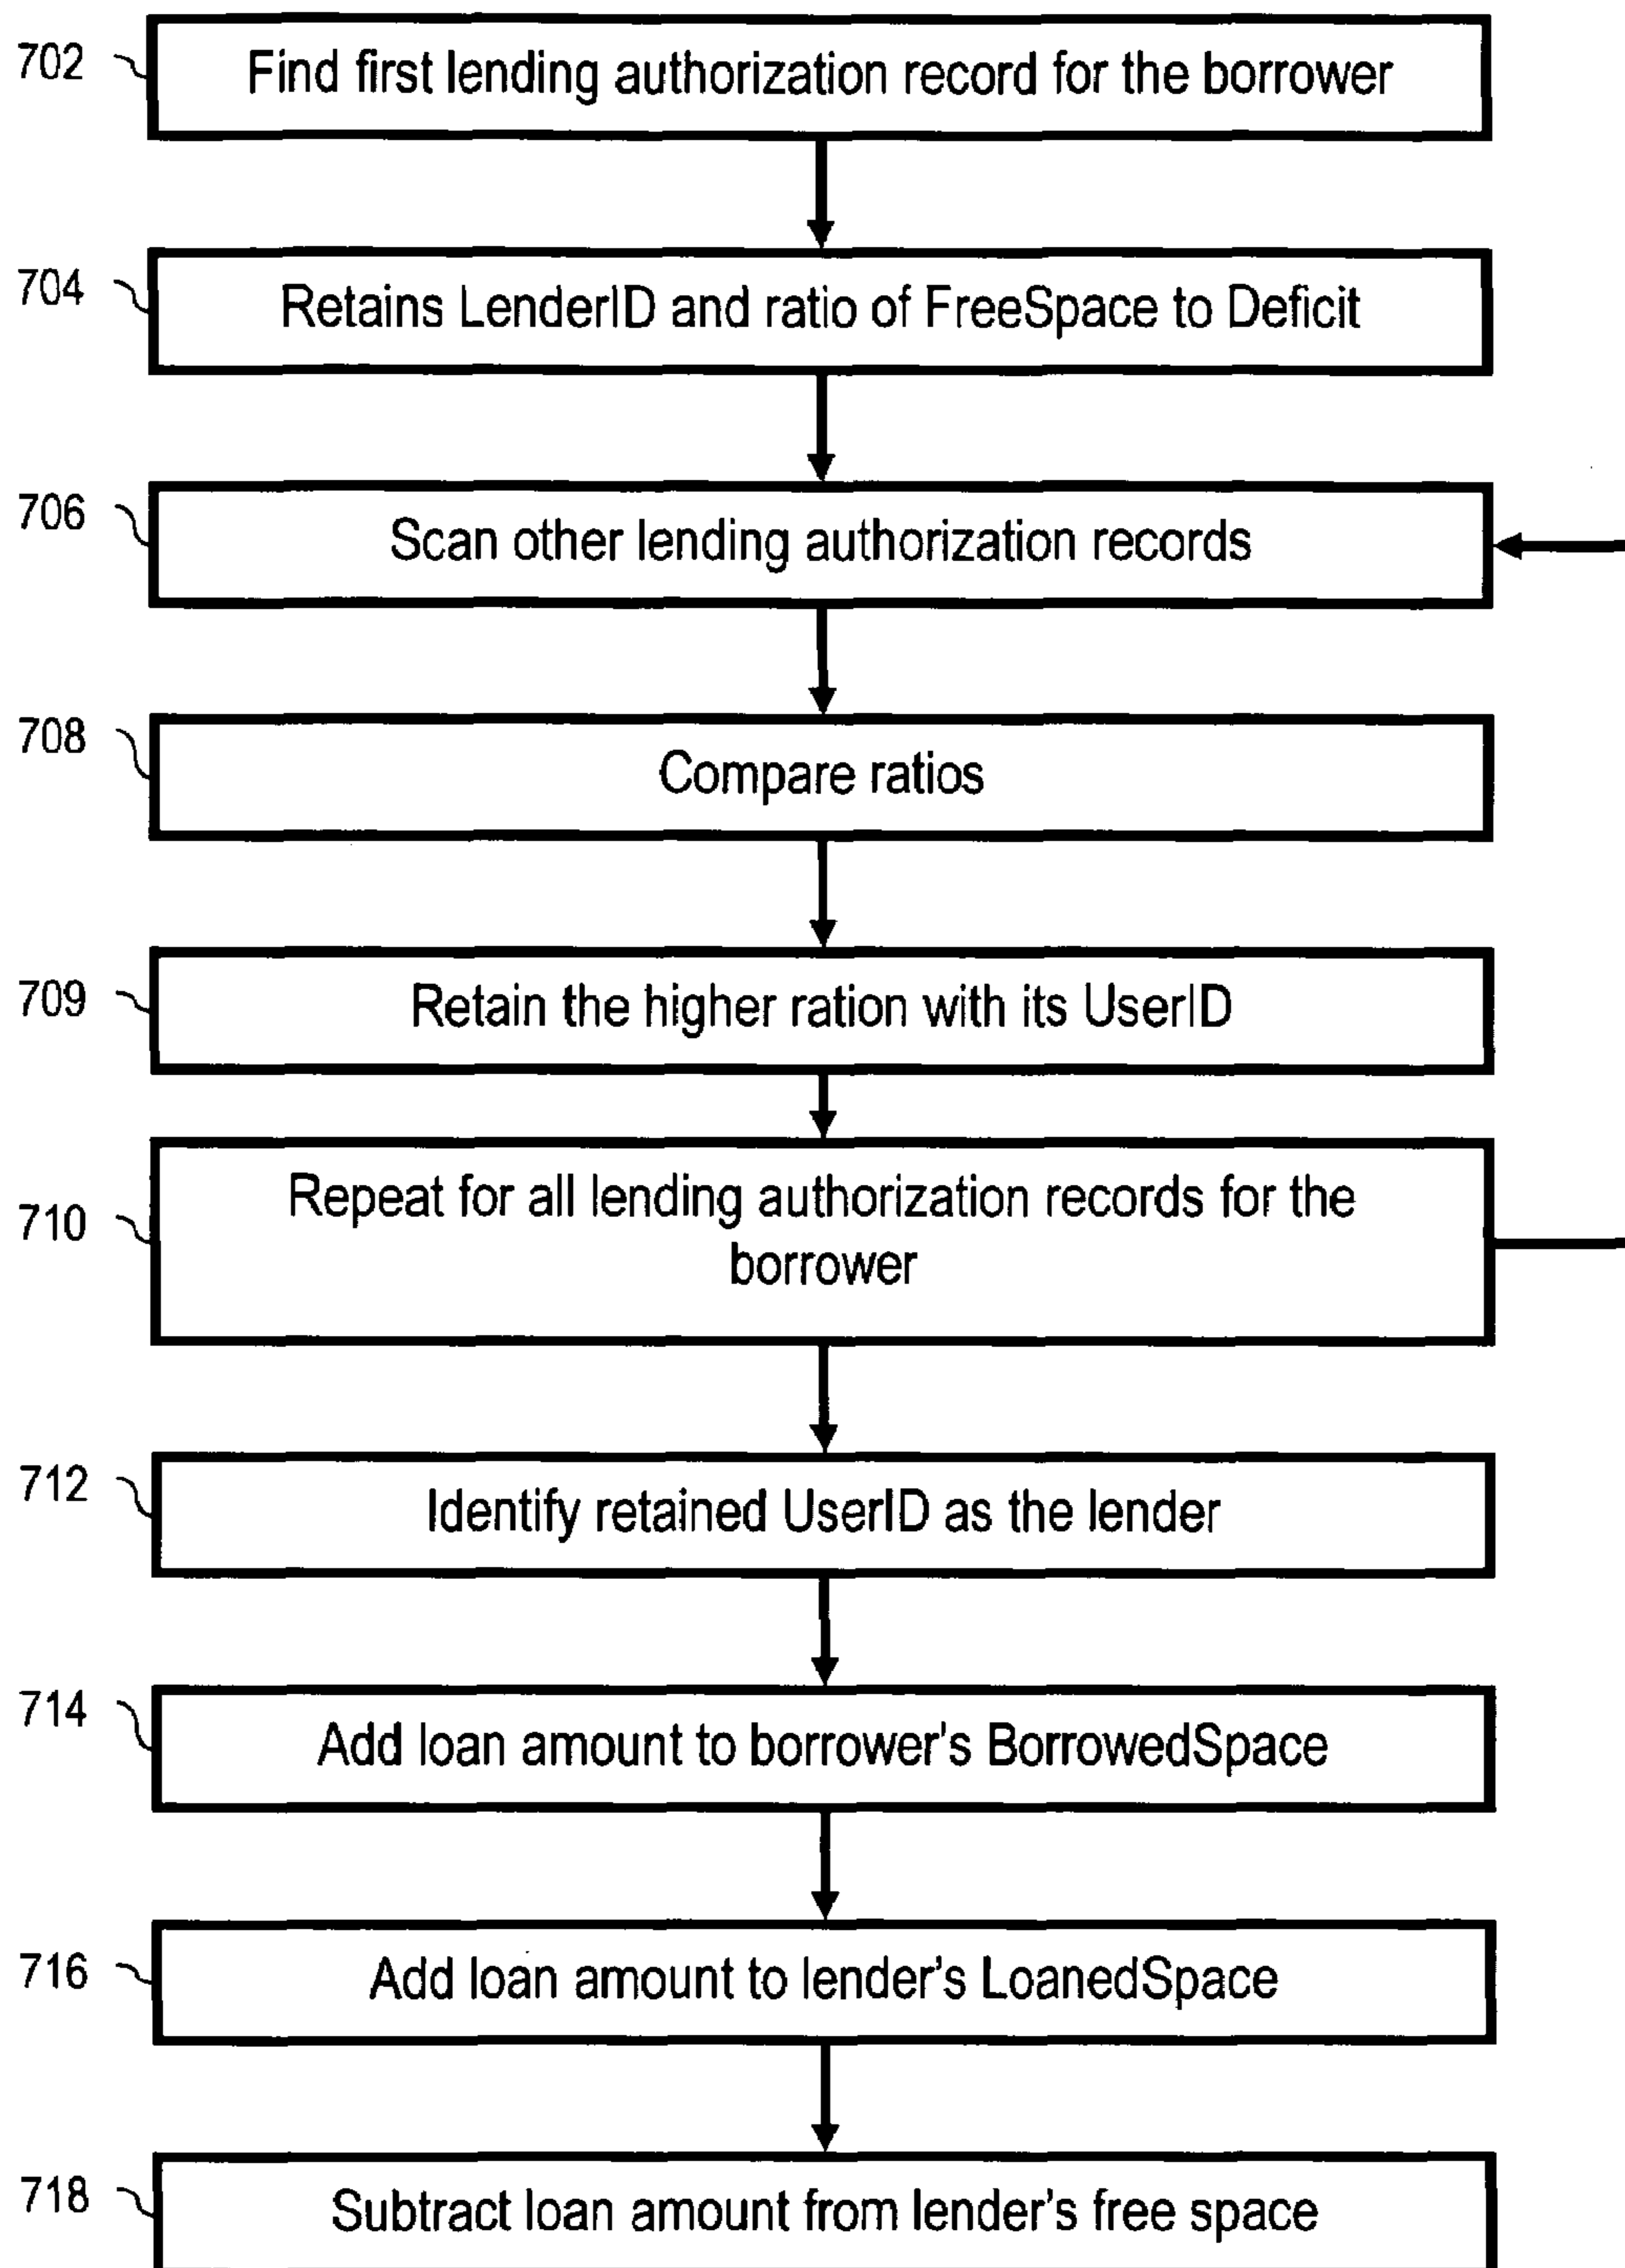 702 Find first lending authorization record for the borrower
704 Retains LenderID and ratio of FreeSpace to Deficit
706 Scan other lending authorization records
708 Compare ratios
709 Retain the higher ration with its UserID
710 Repeat for all lending authorization records for the
borrower
712 Identify retained UserID as the lender
714 Add loan amount to borrower's BorrowedSpace
716 Add loan amount to lender's LoanedSpace
718 Subtract loan amount from lender's free space